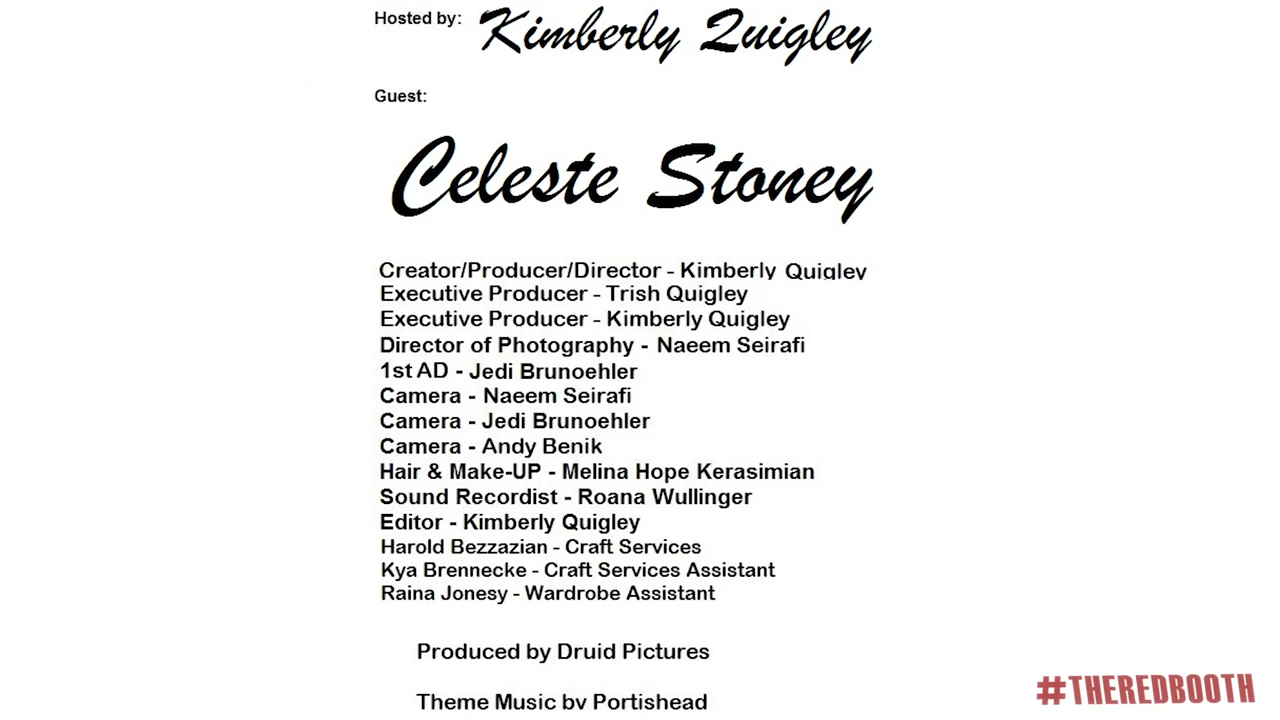 Hosted by: Kimberly Quigley
Guest:
Celeste Stoney
Creator/Producer/Director - Kimberly Quigley
Executive Producer - Trish Quigley
Executive Producer - Kimberly Quigley
Director of Photography - Naeem Seirafi
1st AD - Jedi Brunoehler
Camera - Naeem Seirafi
Camera - Jedi Brunoehler
Camera - Andy Benik
Hair & Make-UP - Melina Hope Kerasimian
Sound Recordist - Roana Wullinger
Editor - Kimberly Quigley
Harold Bezzazian - Craft Services
Kya Brennecke - Craft Services Assistant
Raina Jonesy - Wardrobe Assistant
Produced by Druid Pictures
Theme Music by Portishead
#THEREDBOOTH